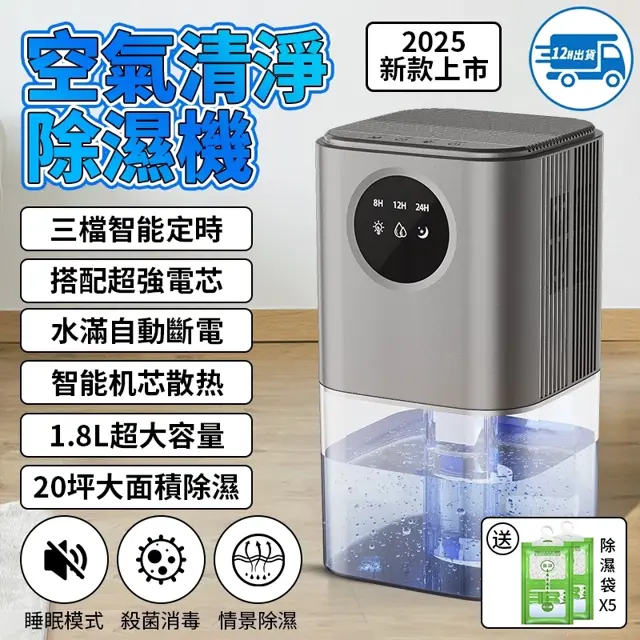 空氣清淨
除濕機
2025
新款上市
12H出貨
三檔智能定時
搭配超強電芯
水滿自動斷電
智能机芯散热
1.8L超大容量
20坪大面積除濕
8H 12H 24H
睡眠模式
殺菌消毒
情景除濕
送
除濕袋X5